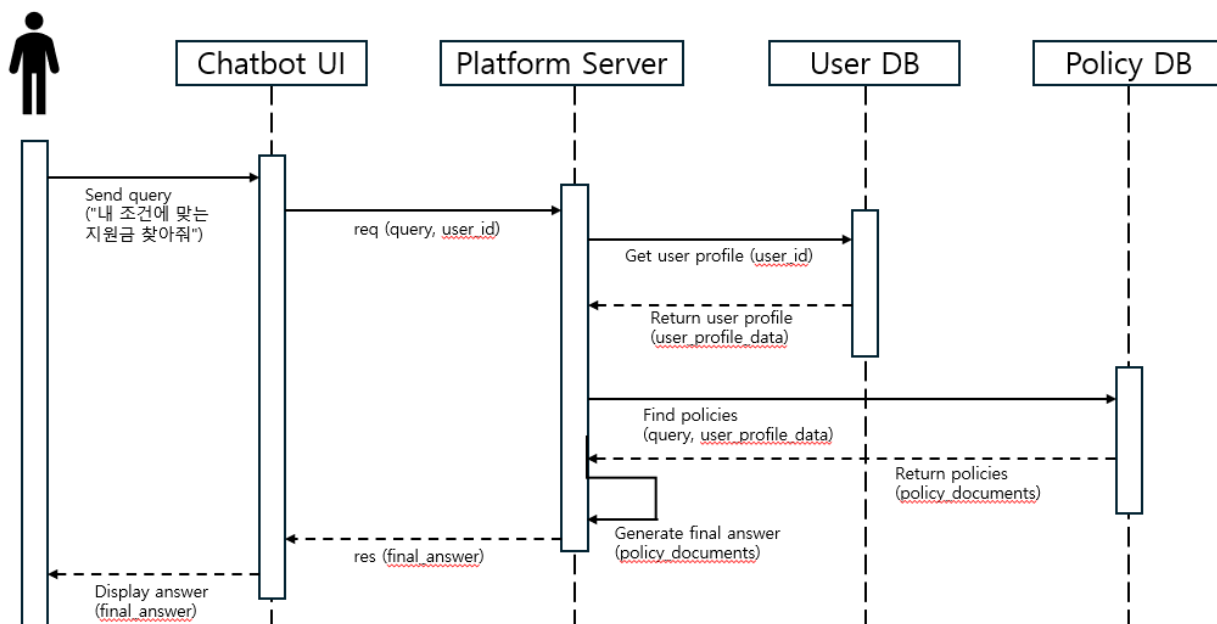 Chatbot UI
Platform Server
User DB
Policy DB
Send query
("내 조건에 맞는
지원금 찾아줘")
req (query, user_id)
Get user profile (user_id)
Return user profile
(user_profile_data)
Find policies
(query, user_profile_data)
Return policies
(policy_documents)
Generate final answer
(policy_documents)
res (final_answer)
Display answer
(final_answer)